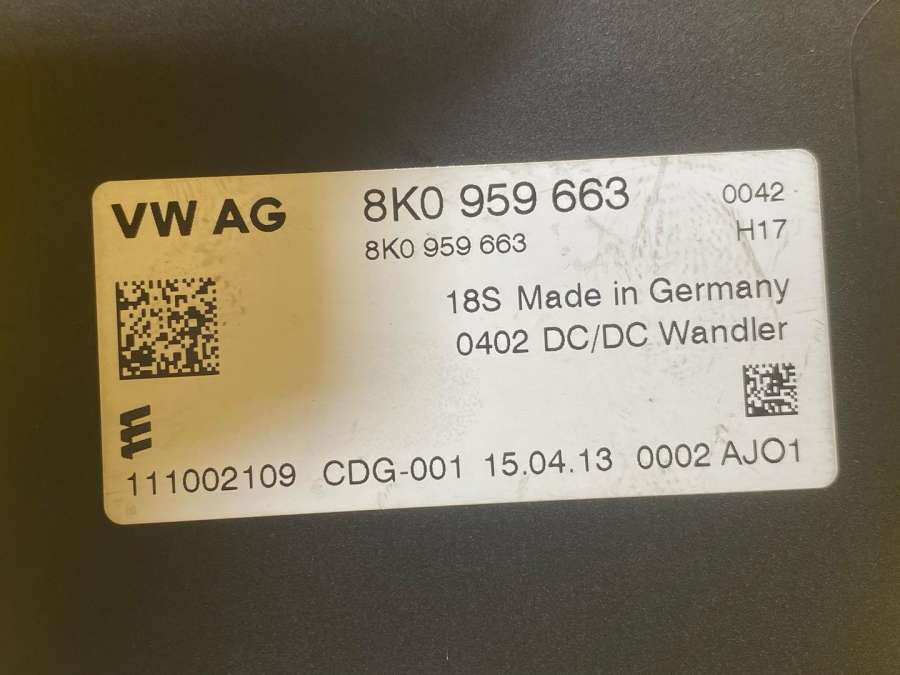 VW AG
8K0 959 663
0042
8K0 959 663
H17
18S Made in Germany
0402 DC/DC Wandler
111002109 CDG-001 15.04.13 0002 AJO1